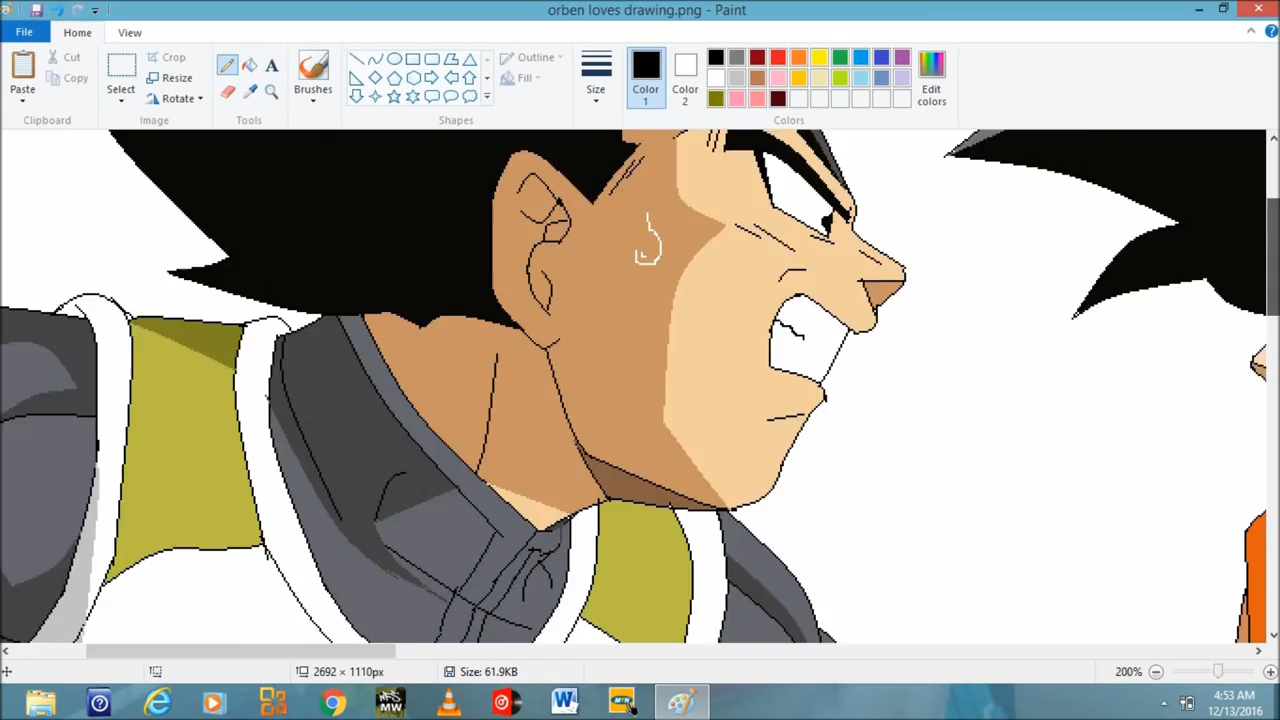 orben loves drawing.png - Paint
File Home View
Paste
Cut
Copy
Clipboard
Select
Crop
Resize
Rotate
Image
A
Tools
Brushes
Shapes
Outline
Fill
Size
Color 1
Color 2
Edit colors
Colors
2692 × 1110px
Size: 61.9KB
200%
4:53 AM
12/13/2016